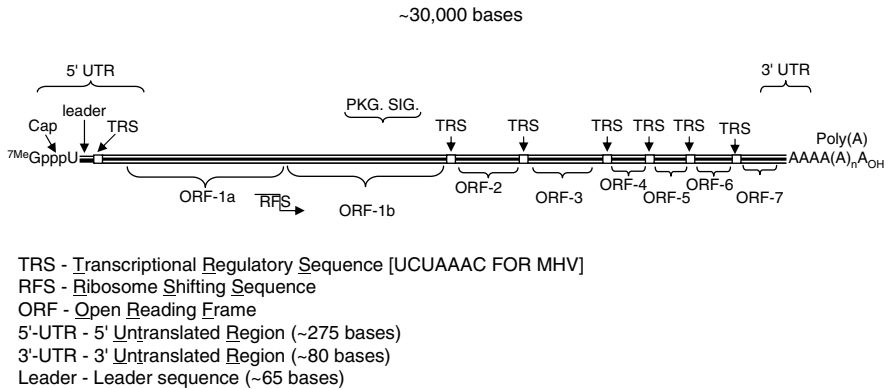 ~30,000 bases
5' UTR
3' UTR
leader
PKG. SIG.
Cap
TRS
TRS
TRS
TRS
TRS
TRS
TRS
Poly(A)
7MeGpppU
AAAA(A)nAOH
ORF-1a
RFS
ORF-1b
ORF-2
ORF-3
ORF-4
ORF-5
ORF-6
ORF-7
TRS - Transcriptional Regulatory Sequence [UCUAAAC FOR MHV]
RFS - Ribosome Shifting Sequence
ORF - Open Reading Frame
5'-UTR - 5' Untranslated Region (~275 bases)
3'-UTR - 3' Untranslated Region (~80 bases)
Leader - Leader sequence (~65 bases)